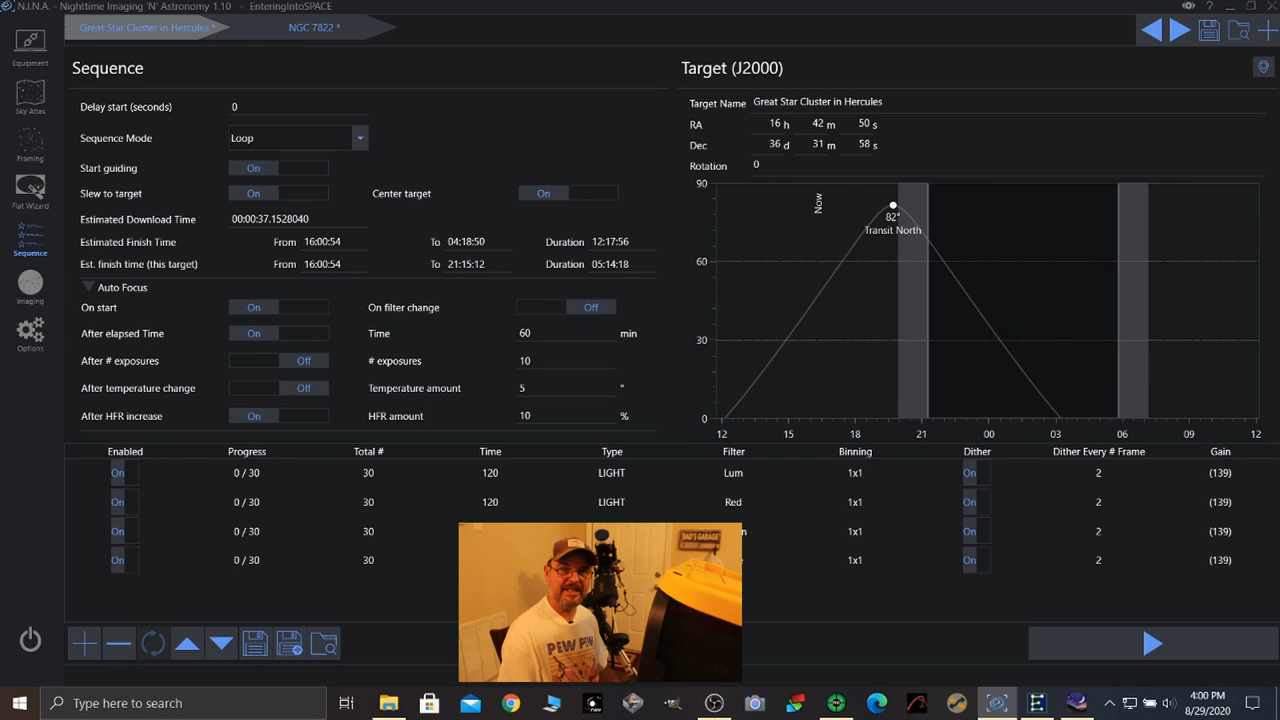 N.I.N.A. - Nighttime Imaging 'N' Astronomy 1.10 - EnteringIntoSPACE
Great Star Cluster in Hercules *
NGC 7822 *
Equipment
Sky Atlas
Framing
Flat Wizard
Sequence
Imaging
Options
Sequence
Delay start (seconds) 0
Sequence Mode Loop
Start guiding On
Slew to target On Center target On
Estimated Download Time 00:00:37.1528040
Estimated Finish Time From 16:00:54 To 04:18:50 Duration 12:17:56
Est. finish time (this target) From 16:00:54 To 21:15:12 Duration 05:14:18
Auto Focus
On start On On filter change Off
After elapsed Time On Time 60 min
After # exposures Off # exposures 10
After temperature change Off Temperature amount 5 °
After HFR increase On HFR amount 10 %
Target (J2000)
Target Name Great Star Cluster in Hercules
RA 16 h 42 m 50 s
Dec 36 d 31 m 58 s
Rotation 0
90
60
30
0
Now
82°
Transit North
12 15 18 21 00 03 06 09 12
Enabled Progress Total # Time Type Filter Binning Dither Dither Every # Frame Gain
On 0 / 30 30 120 LIGHT Lum 1x1 On 2 (139)
On 0 / 30 30 120 LIGHT Red 1x1 On 2 (139)
On 0 / 30 30 1x1 On 2 (139)
On 0 / 30 30 1x1 On 2 (139)
DAD'S GARAGE
PEW PEW
Type here to search
4:00 PM
8/29/2020